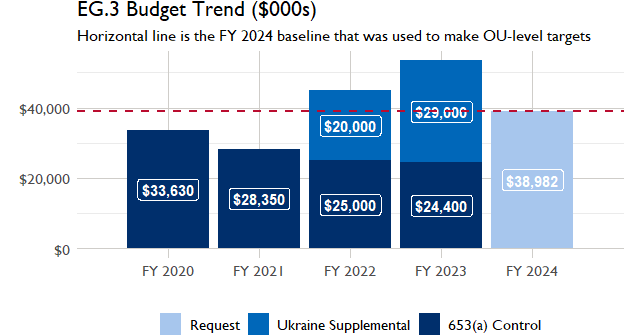 EG.3 Budget Trend ($000s)
Horizontal line is the FY 2024 baseline that was used to make OU-level targets
$40,000
$20,000
$0
$33,630
$28,350
$20,000
$25,000
$29,000
$24,400
$38,982
FY 2020 FY 2021 FY 2022 FY 2023 FY 2024
Request Ukraine Supplemental 653(a) Control